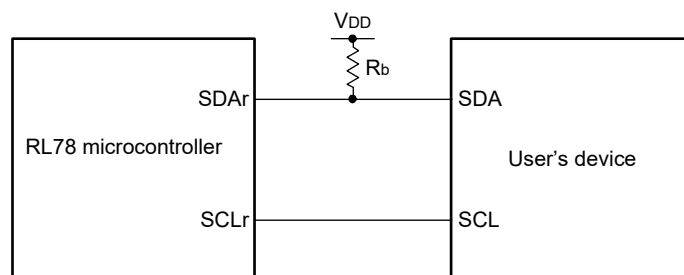 VDD
Rb
SDAr
SDA
RL78 microcontroller
User’s device
SCLr
SCL